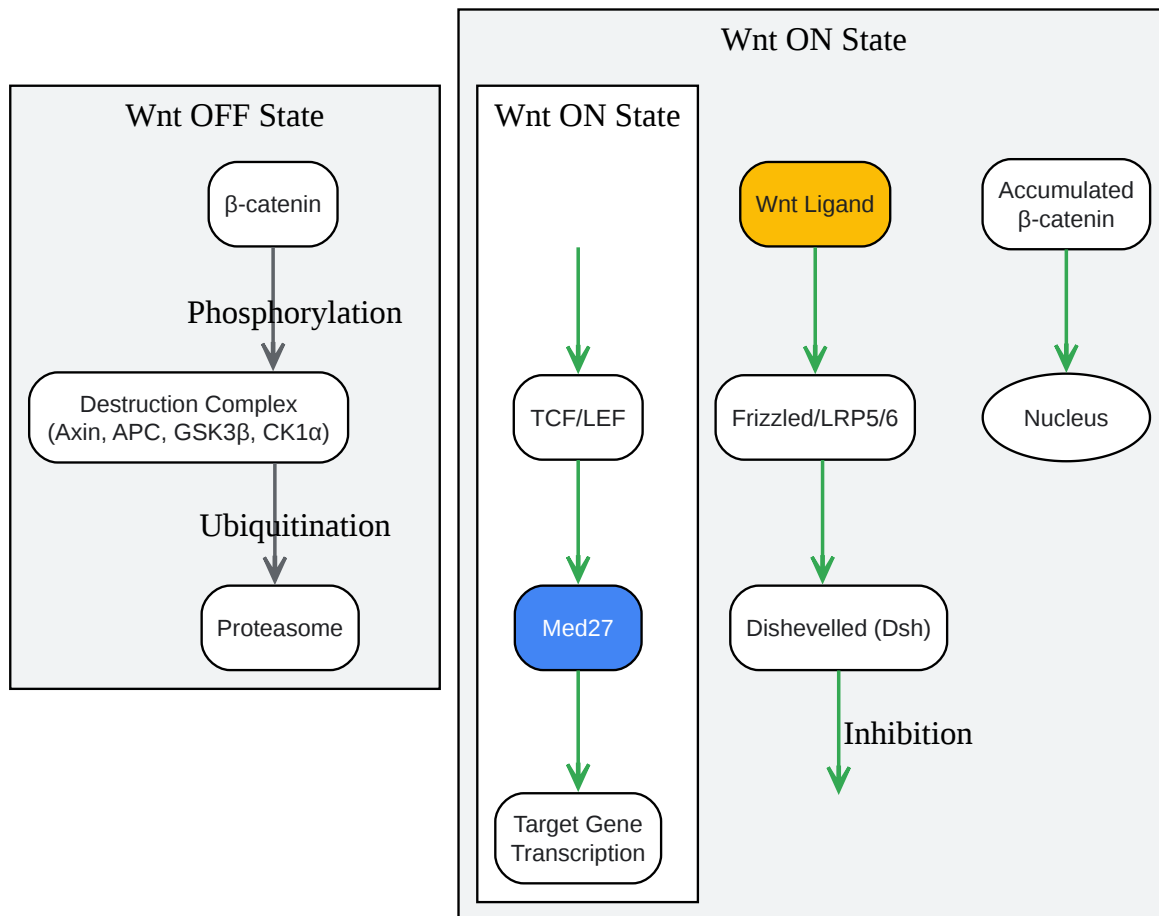 Wnt ON State
Wnt OFF State
β-catenin
Phosphorylation
Destruction Complex
(Axin, APC, GSK3β, CK1α)
Ubiquitination
Proteasome
Wnt ON State
TCF/LEF
Med27
Target Gene
Transcription
Wnt Ligand
Frizzled/LRP5/6
Dishevelled (Dsh)
Inhibition
Accumulated
β-catenin
Nucleus